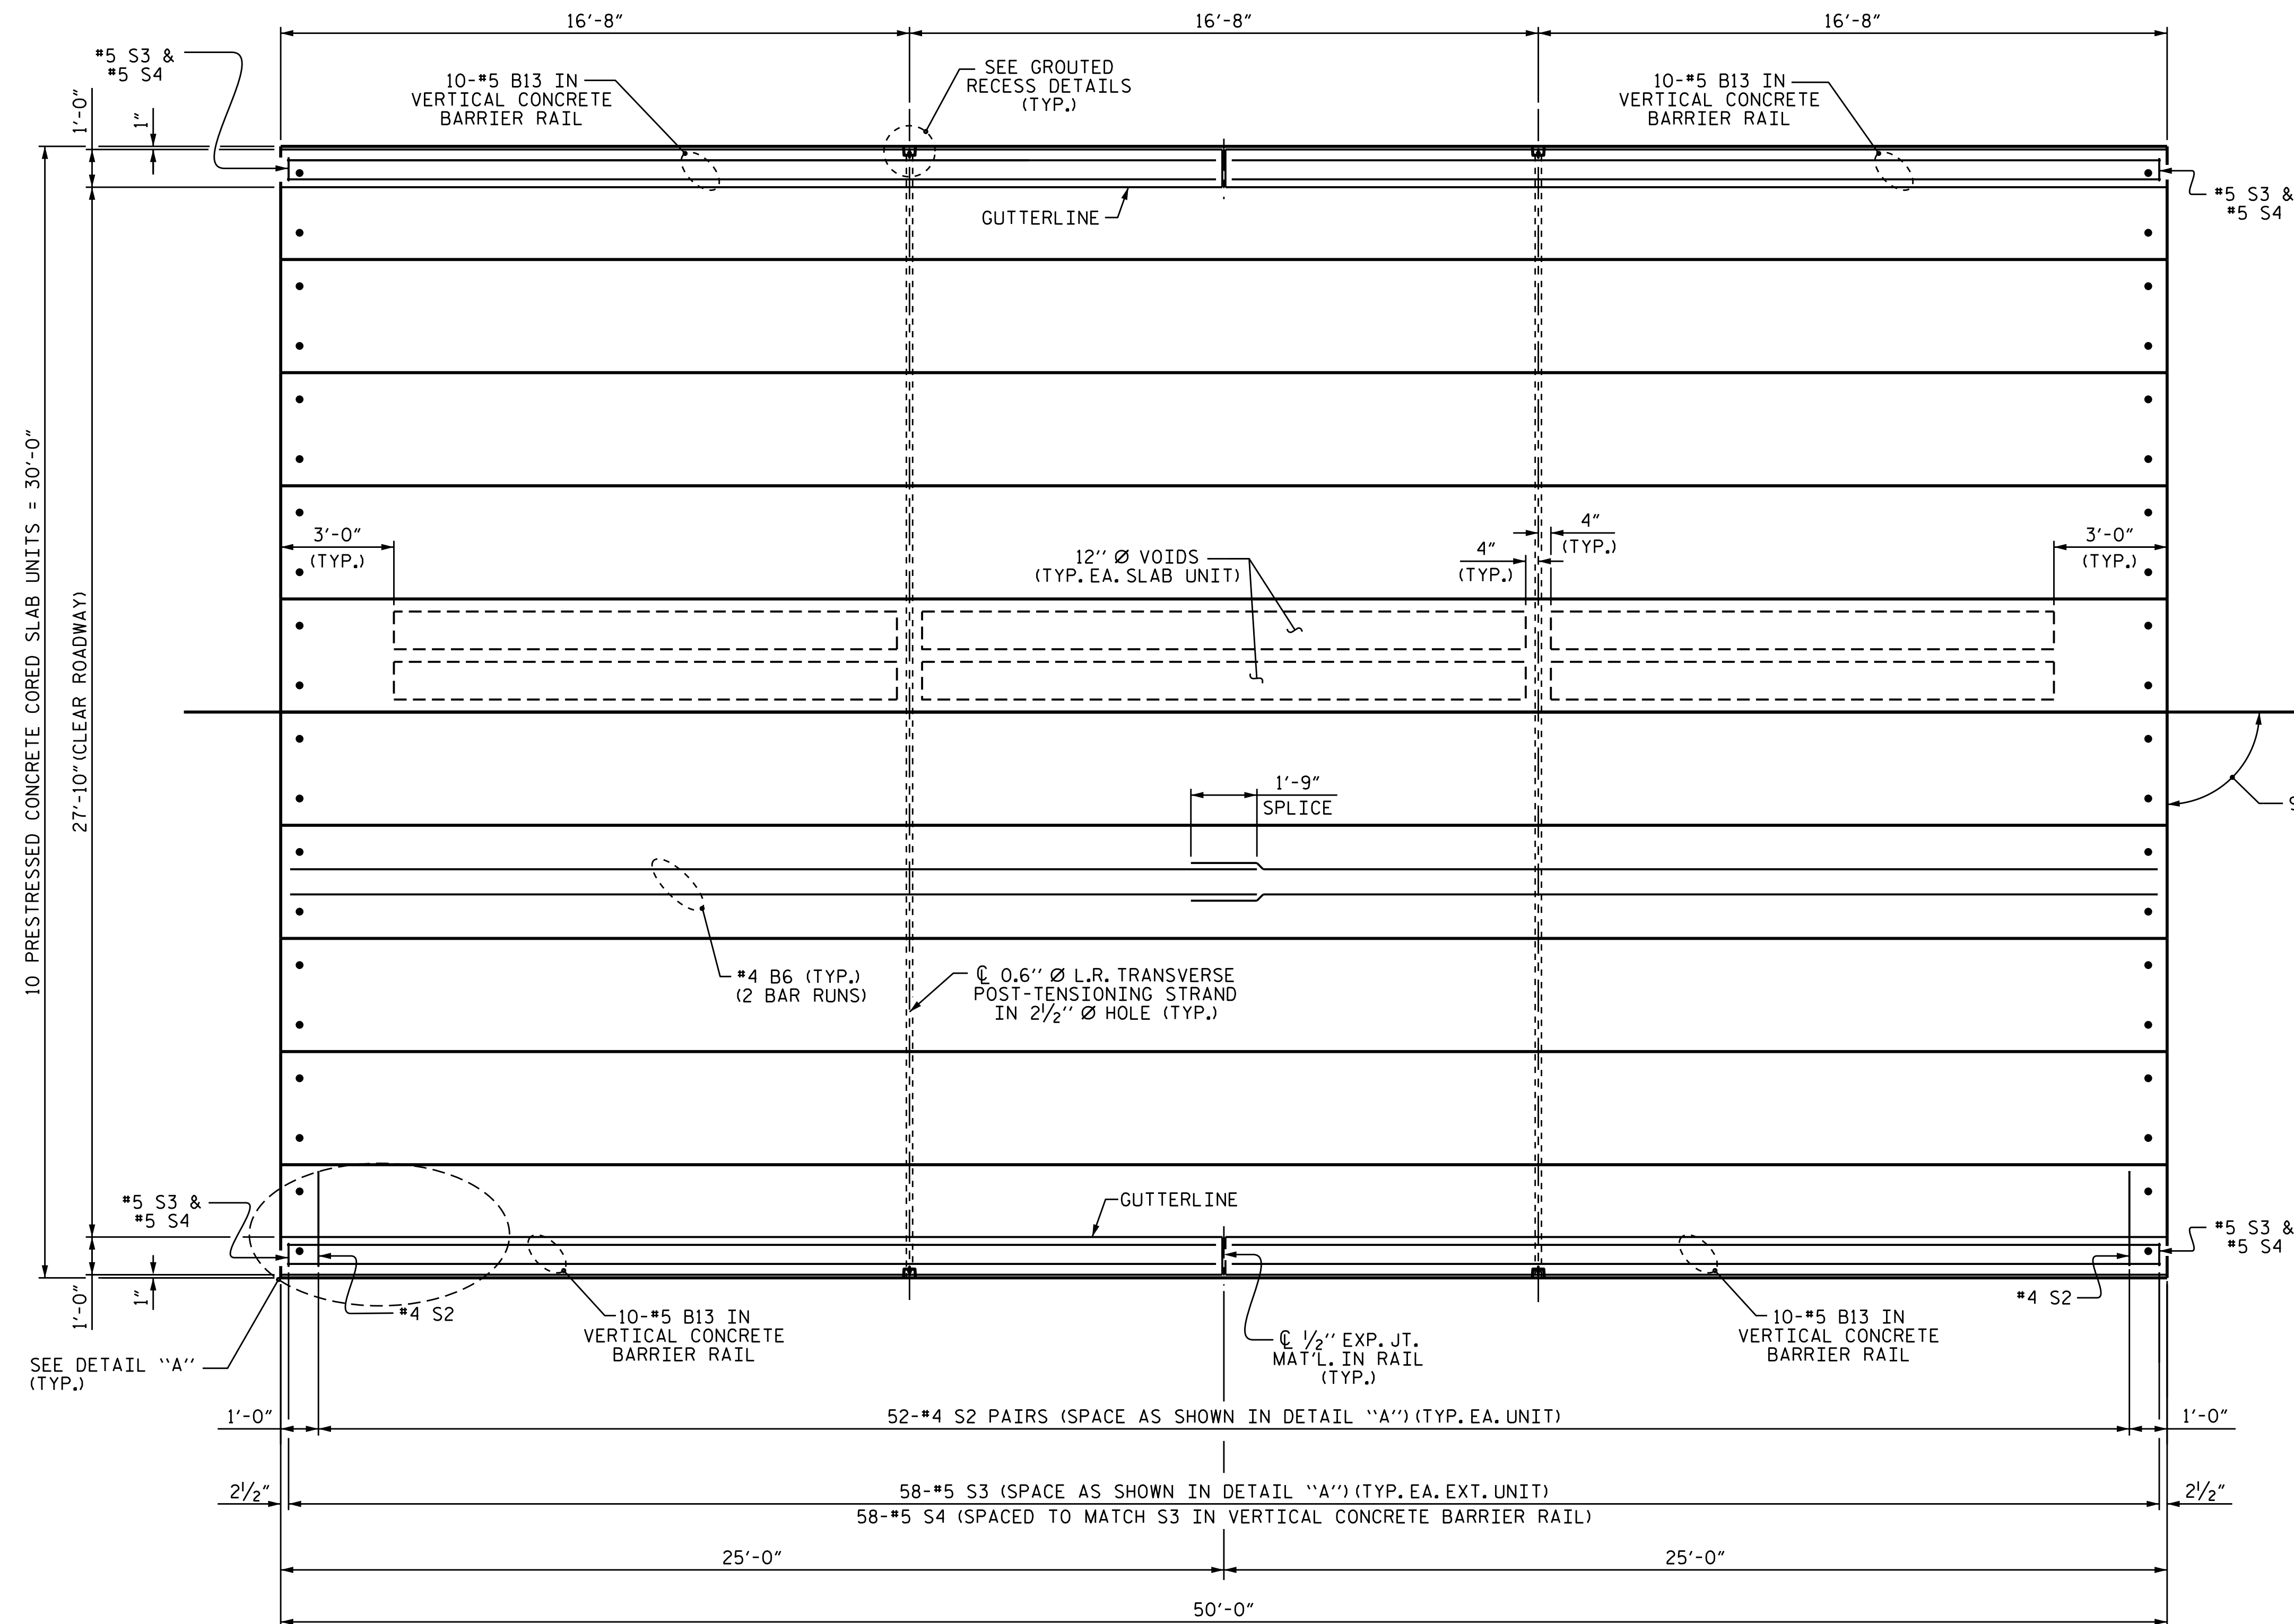 16'-8"
16'-8"
16'-8"
#5 S3 &
#5 S4
10-#5 B13 IN
VERTICAL CONCRETE
BARRIER RAIL
SEE GROUTED
RECESS DETAILS
(TYP.)
10-#5 B13 IN
VERTICAL CONCRETE
BARRIER RAIL
1'-0"
1"
#5 S3 &
#5 S4
GUTTERLINE
10 PRESTRESSED CONCRETE CORED SLAB UNITS = 30'-0"
27'-10" (CLEAR ROADWAY)
3'-0"
(TYP.)
12'' Ø VOIDS
(TYP. EA. SLAB UNIT)
4"
(TYP.)
4"
(TYP.)
3'-0"
(TYP.)
1'-9"
SPLICE
9
#4 B6 (TYP.)
(2 BAR RUNS)
℄ 0.6'' Ø L.R. TRANSVERSE
POST-TENSIONING STRAND
IN 2½'' Ø HOLE (TYP.)
#5 S3 &
#5 S4
GUTTERLINE
#5 S3 &
#5 S4
1'-0"
1"
#4 S2
10-#5 B13 IN
VERTICAL CONCRETE
BARRIER RAIL
℄ ½'' EXP. JT.
MAT'L. IN RAIL
(TYP.)
10-#5 B13 IN
VERTICAL CONCRETE
BARRIER RAIL
#4 S2
SEE DETAIL ``A''
(TYP.)
1'-0"
52-#4 S2 PAIRS (SPACE AS SHOWN IN DETAIL ``A'') (TYP. EA. UNIT)
1'-0"
2½"
58-#5 S3 (SPACE AS SHOWN IN DETAIL ``A'') (TYP. EA. EXT. UNIT)
2½"
58-#5 S4 (SPACED TO MATCH S3 IN VERTICAL CONCRETE BARRIER RAIL)
25'-0"
25'-0"
50'-0"